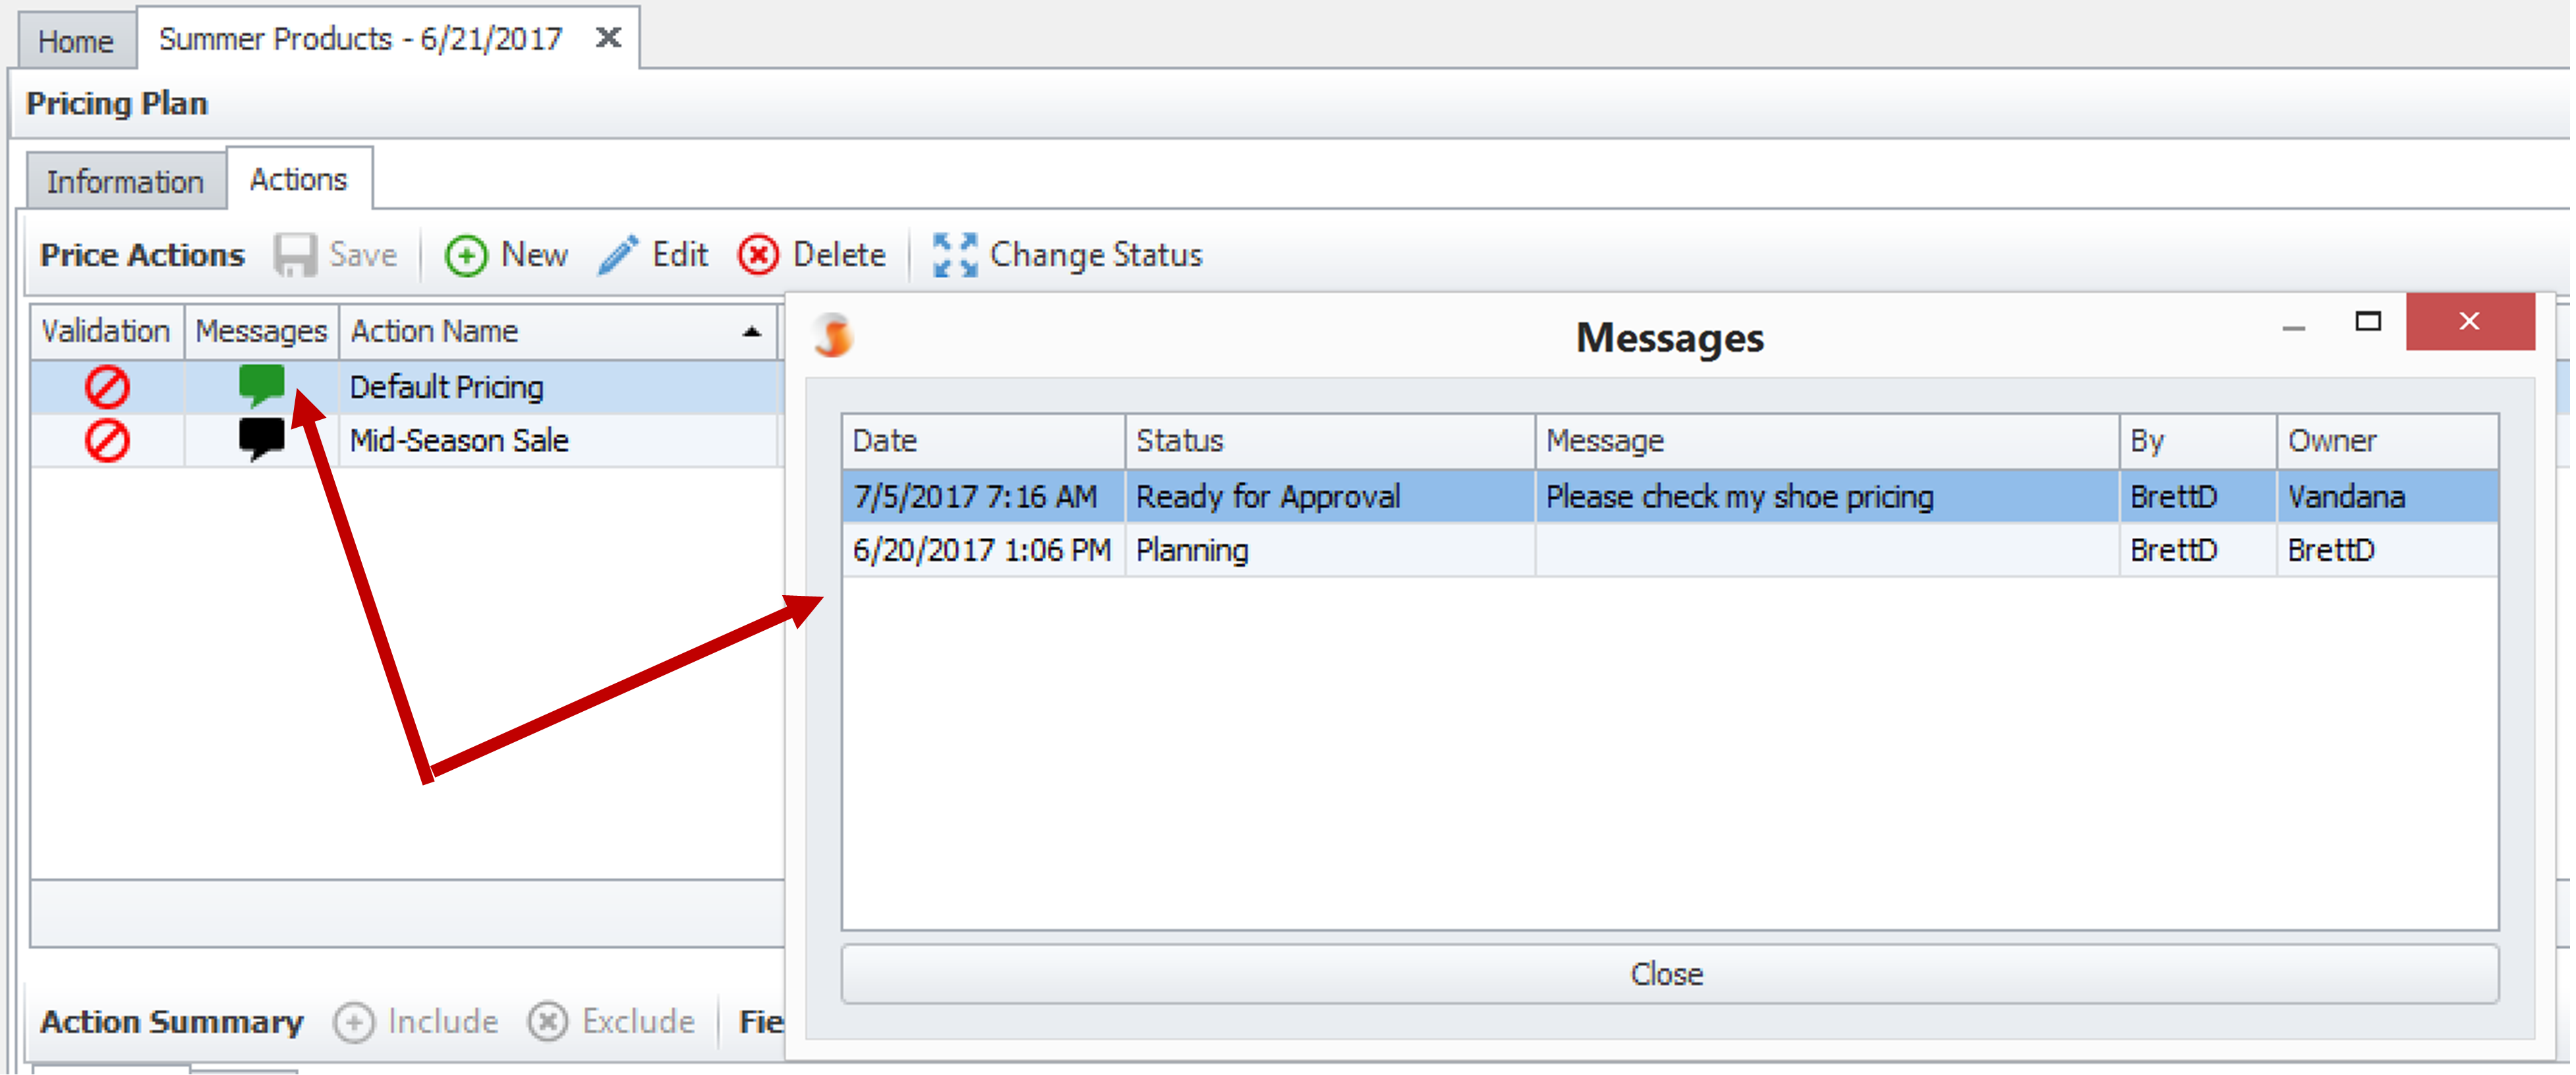 Home Summer Products - 6/21/2017
Pricing Plan
Information Actions
Price Actions Save New Edit Delete Change Status
Validation Messages Action Name
Default Pricing
Mid-Season Sale
Messages
Date Status Message By Owner
7/5/2017 7:16 AM Ready for Approval Please check my shoe pricing BrettD Vandana
6/20/2017 1:06 PM Planning BrettD BrettD
Close
Action Summary Include Exclude Fie